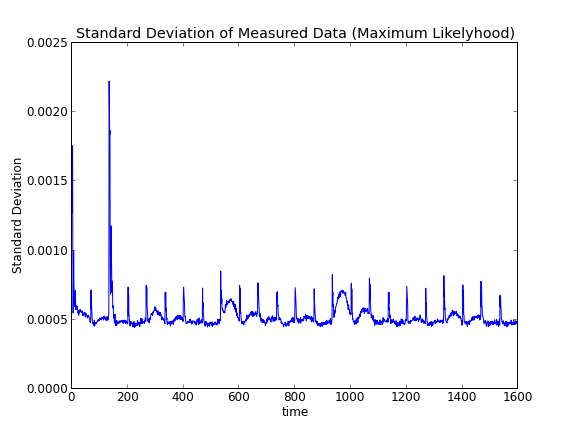 Standard Deviation of Measured Data (Maximum Likelyhood)
0.0025
0.0020
0.0015
0.0010
0.0005
0.0000
Standard Deviation
0 200 400 600 800 1000 1200 1400 1600
time